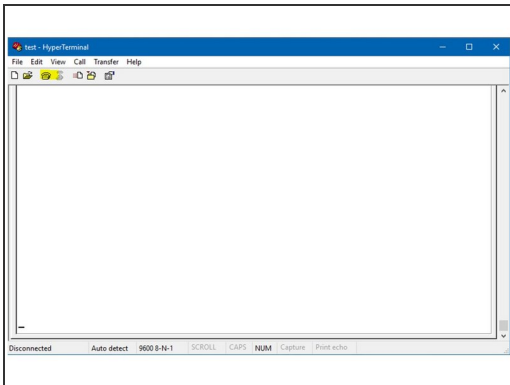 test - HyperTerminal
File Edit View Call Transfer Help
Disconnected Auto detect 9600 8-N-1 SCROLL CAPS NUM Capture Print echo